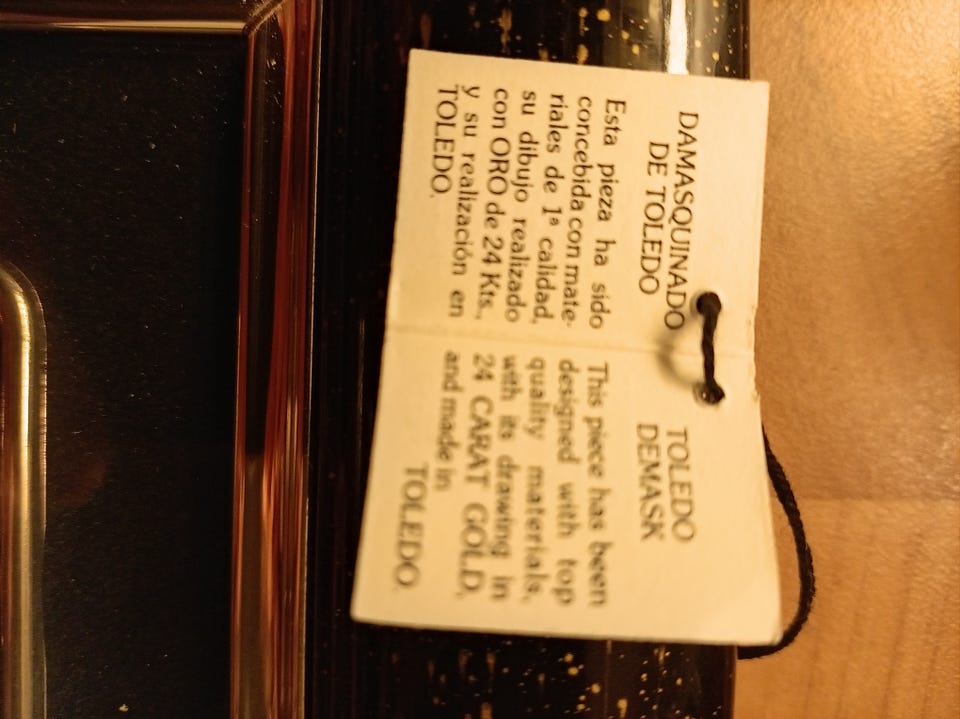 DAMASQUINADO
DE TOLEDO
Esta pieza ha sido
concebida con mate-
riales de 1ª calidad,
su dibujo realizado
con ORO de 24 Kts.,
y su realización en
TOLEDO.
TOLEDO
DEMASK
This piece has been
designed with top
quality materials,
with its drawing in
24 CARAT GOLD,
and made in
TOLEDO.